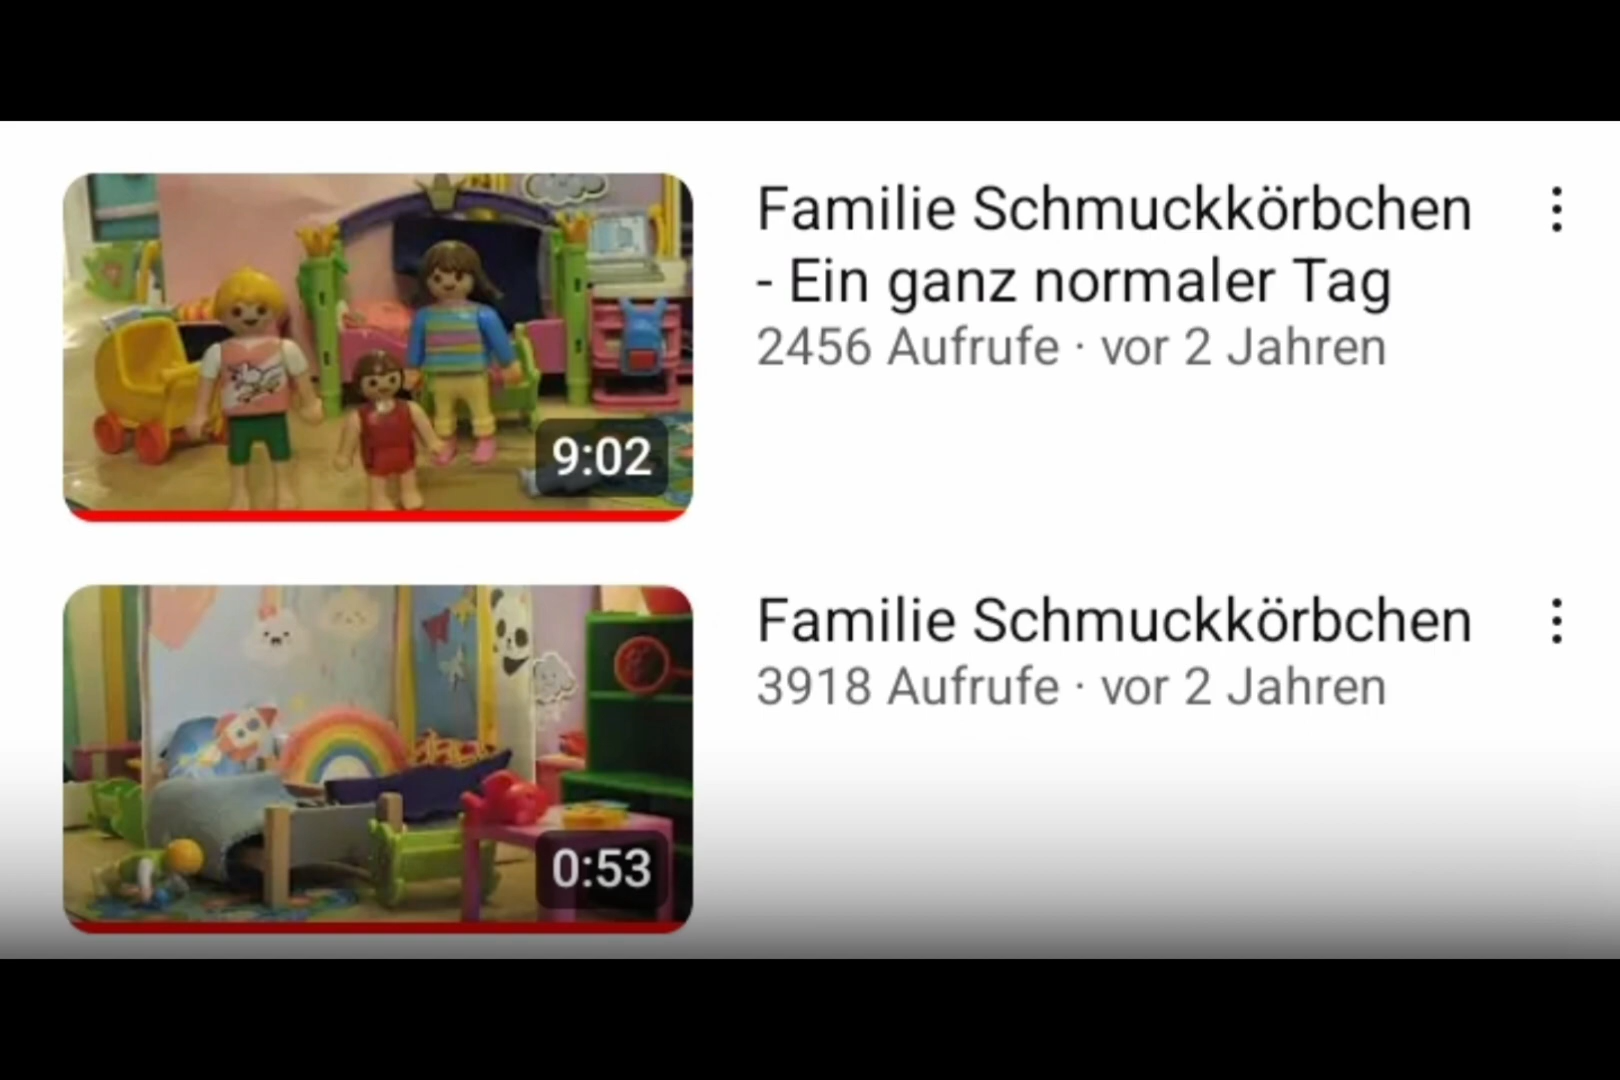 Familie Schmuckkörbchen
- Ein ganz normaler Tag
2456 Aufrufe · vor 2 Jahren
9:02
Familie Schmuckkörbchen
3918 Aufrufe · vor 2 Jahren
0:53